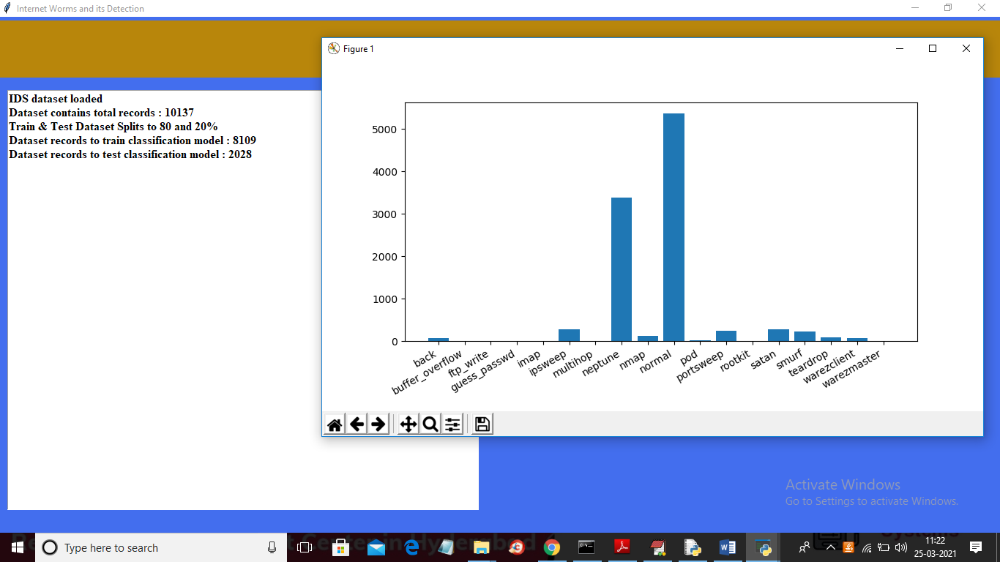 Internet Worms and its Detection
Figure 1
IDS dataset loaded
Dataset contains total records : 10137
Train & Test Dataset Splits to 80 and 20%
Dataset records to train classification model : 8109
Dataset records to test classification model : 2028
5000
4000
3000
2000
1000
0
back
buffer_overflow
ftp_write
guess_passwd
imap
ipsweep
multihop
neptune
nmap
normal
pod
portsweep
rootkit
satan
smurf
teardrop
warezclient
warezmaster
Activate Windows
Go to Settings to activate Windows.
Type here to search
11:22
25-03-2021